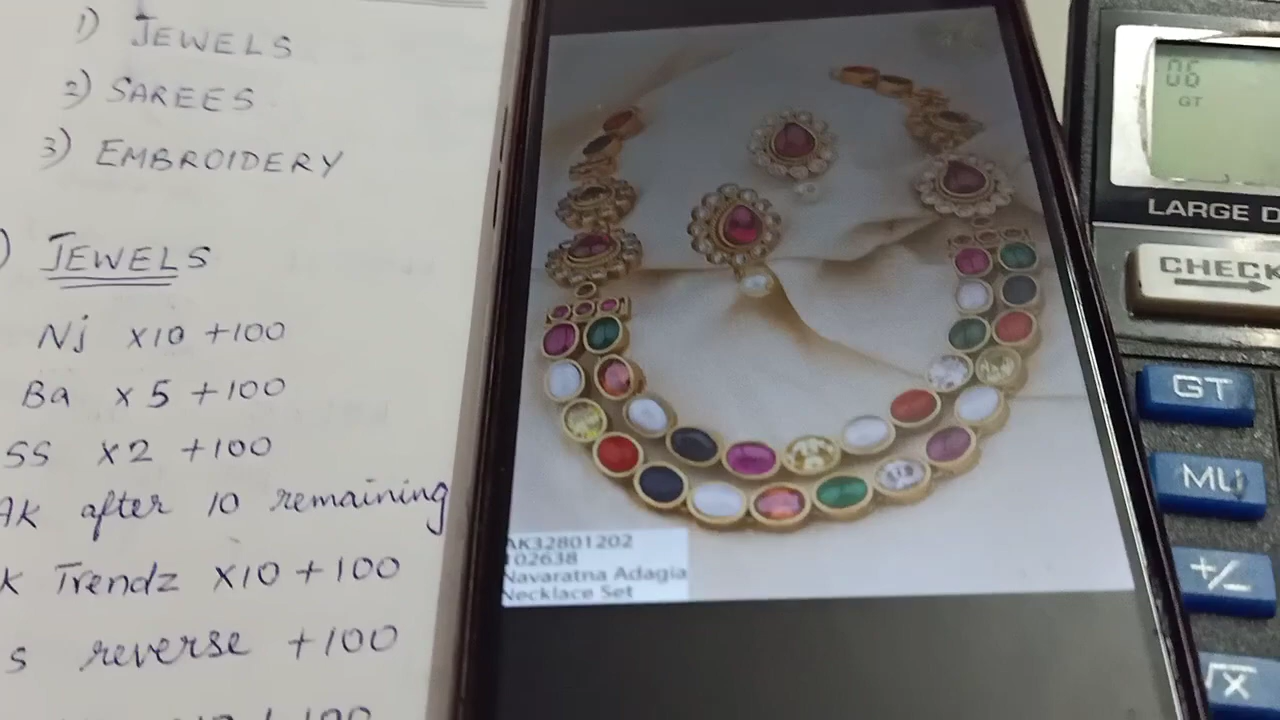 1) JEWELS
2) SAREES
3) EMBROIDERY
) JEWELS
Nj x10 +100
Ba x 5 +100
SS x2 +100
AK after 10 remaining
K Trendz x10 +100
s reverse +100
AK32801202
102638
Navaratna Adagia
Necklace Set
06
GT
LARGE D
CHECK
GT
MU
+/-
√X